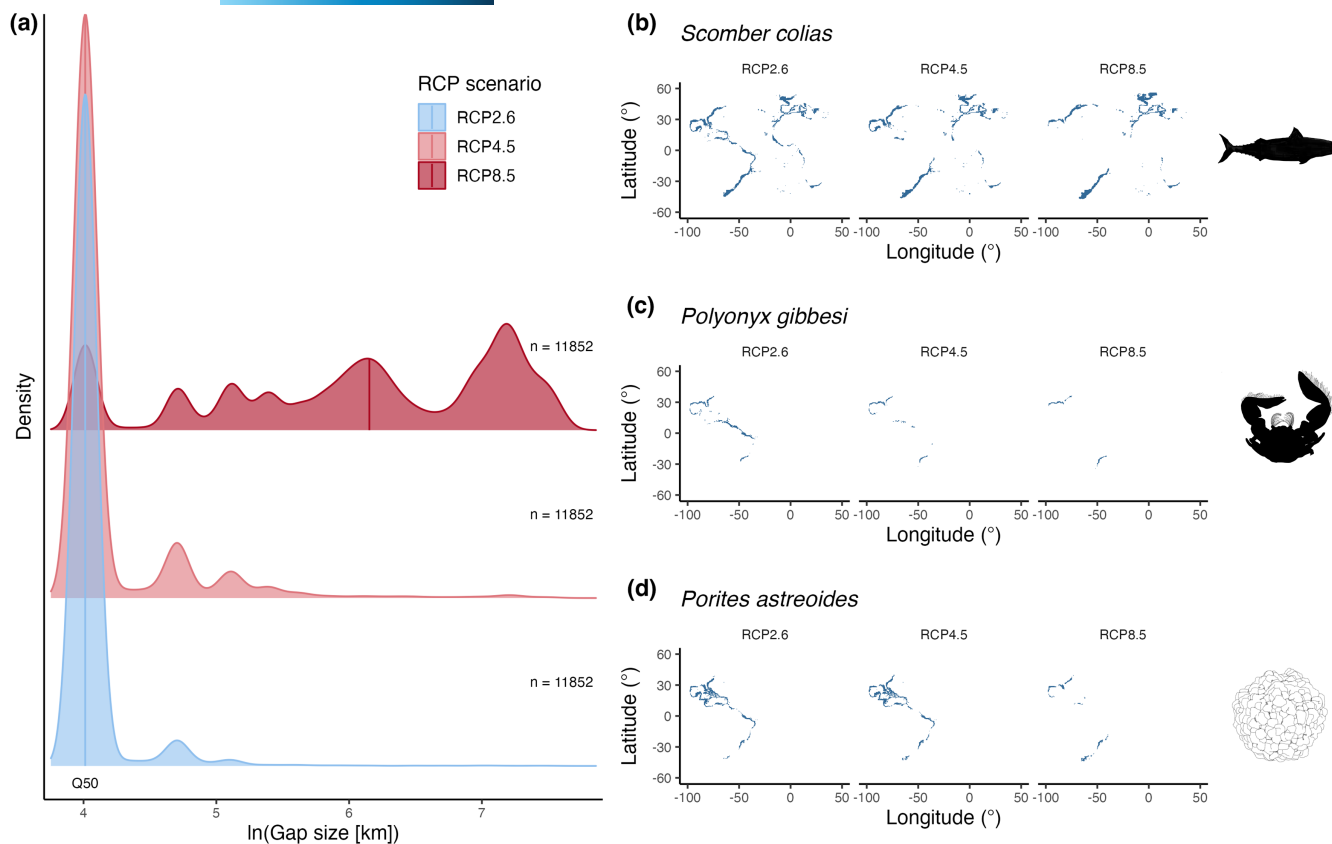 (a)
RCP scenario
RCP2.6
RCP4.5
RCP8.5
n = 11852
n = 11852
n = 11852
Q50
Density
4 5 6 7
ln(Gap size [km])
(b)
Scomber colias
RCP2.6 RCP4.5 RCP8.5
Latitude (°)
60
30
0
-30
-60
-100 -50 0 50 -100 -50 0 50 -100 -50 0 50
Longitude (°)
(c)
Polyonyx gibbesi
RCP2.6 RCP4.5 RCP8.5
Latitude (°)
60
30
0
-30
-60
-100 -50 0 50 -100 -50 0 50 -100 -50 0 50
Longitude (°)
(d)
Porites astreoides
RCP2.6 RCP4.5 RCP8.5
Latitude (°)
60
30
0
-30
-60
-100 -50 0 50 -100 -50 0 50 -100 -50 0 50
Longitude (°)